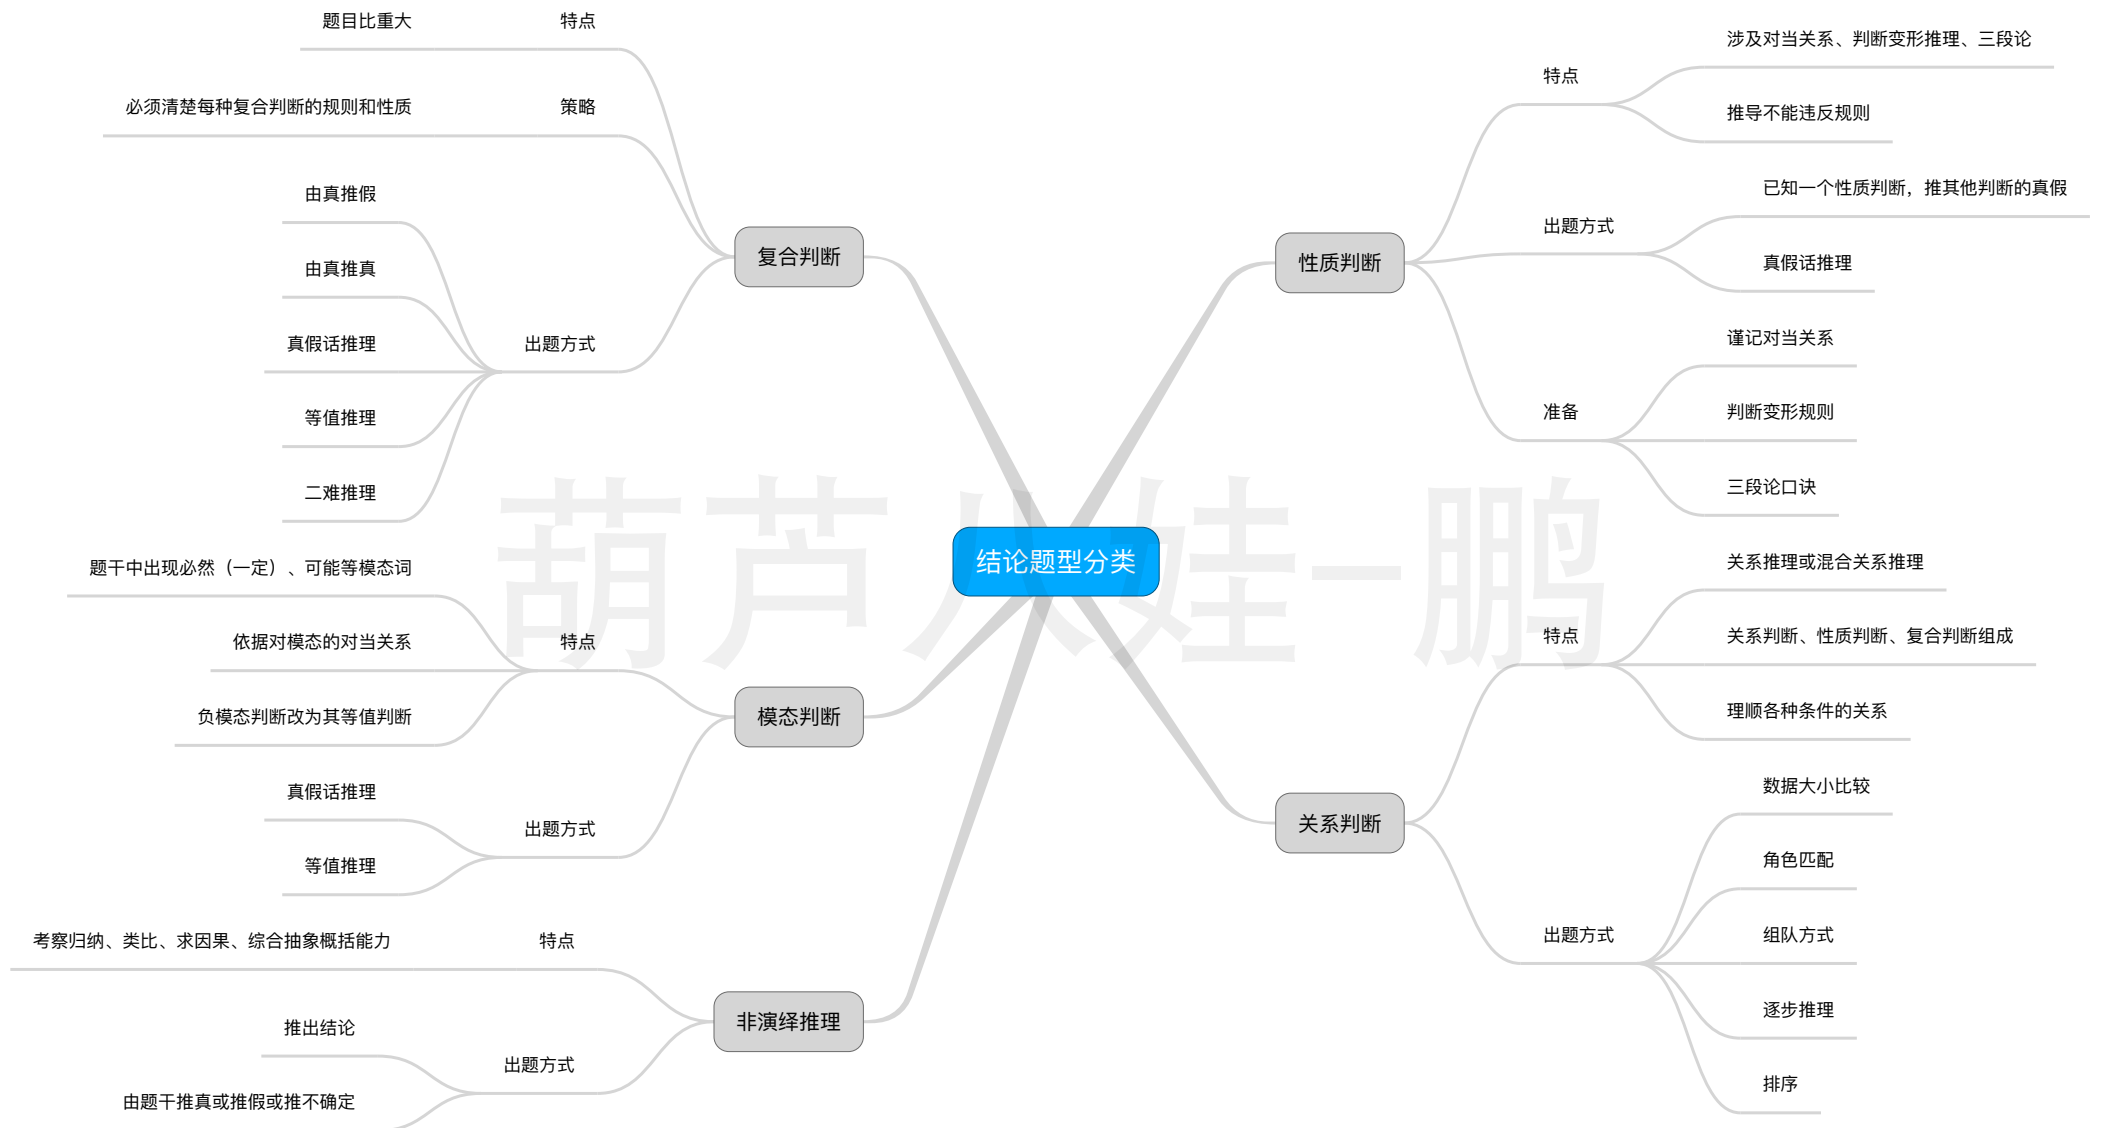 结论题型分类
性质判断
特点
涉及对当关系、判断变形推理、三段论
推导不能违反规则
出题方式
已知一个性质判断，推其他判断的真假
真假话推理
准备
谨记对当关系
判断变形规则
三段论口诀
关系判断
特点
关系推理或混合关系推理
关系判断、性质判断、复合判断组成
理顺各种条件的关系
出题方式
数据大小比较
角色匹配
组队方式
逐步推理
排序
复合判断
特点
题目比重大
策略
必须清楚每种复合判断的规则和性质
出题方式
由真推假
由真推真
真假话推理
等值推理
二难推理
模态判断
特点
题干中出现必然（一定）、可能等模态词
依据对模态的对当关系
负模态判断改为其等值判断
出题方式
真假话推理
等值推理
非演绎推理
特点
考察归纳、类比、求因果、综合抽象概括能力
出题方式
推出结论
由题干推真或推假或推不确定
葫芦八娃-鹏